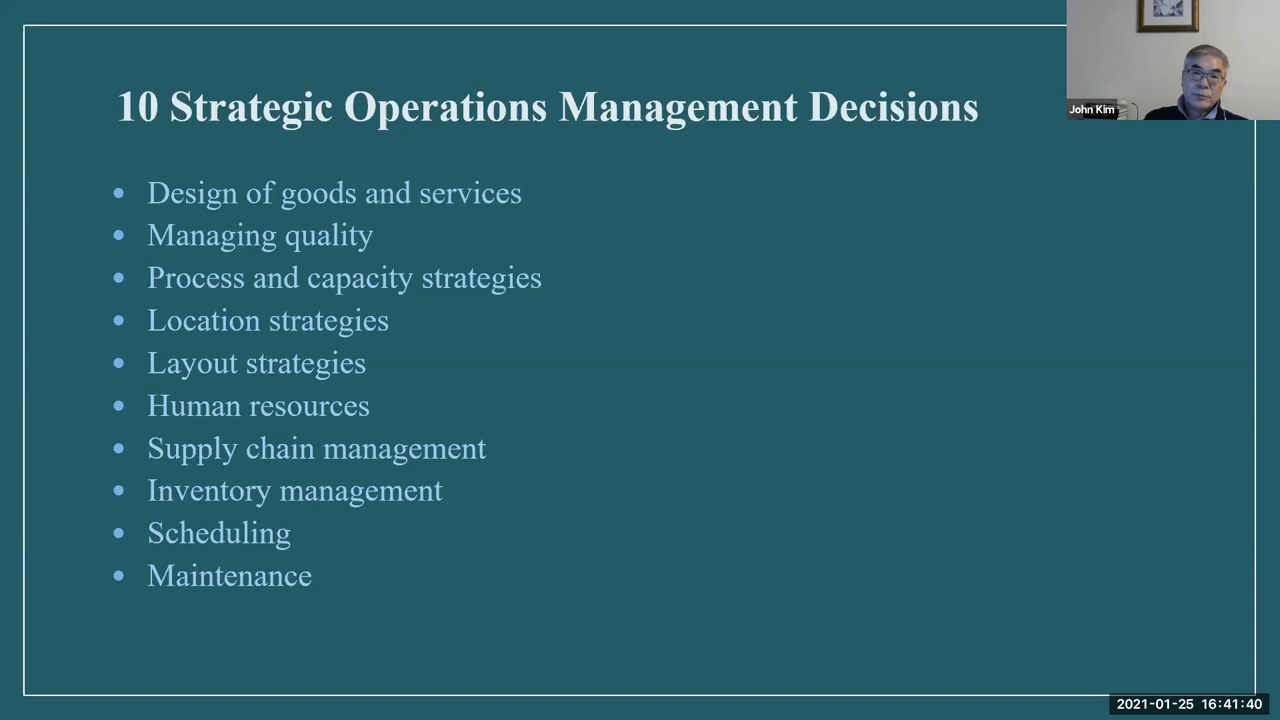 10 Strategic Operations Management Decisions
John Kim
• Design of goods and services
• Managing quality
• Process and capacity strategies
• Location strategies
• Layout strategies
• Human resources
• Supply chain management
• Inventory management
• Scheduling
• Maintenance
2021-01-25 16:41:40